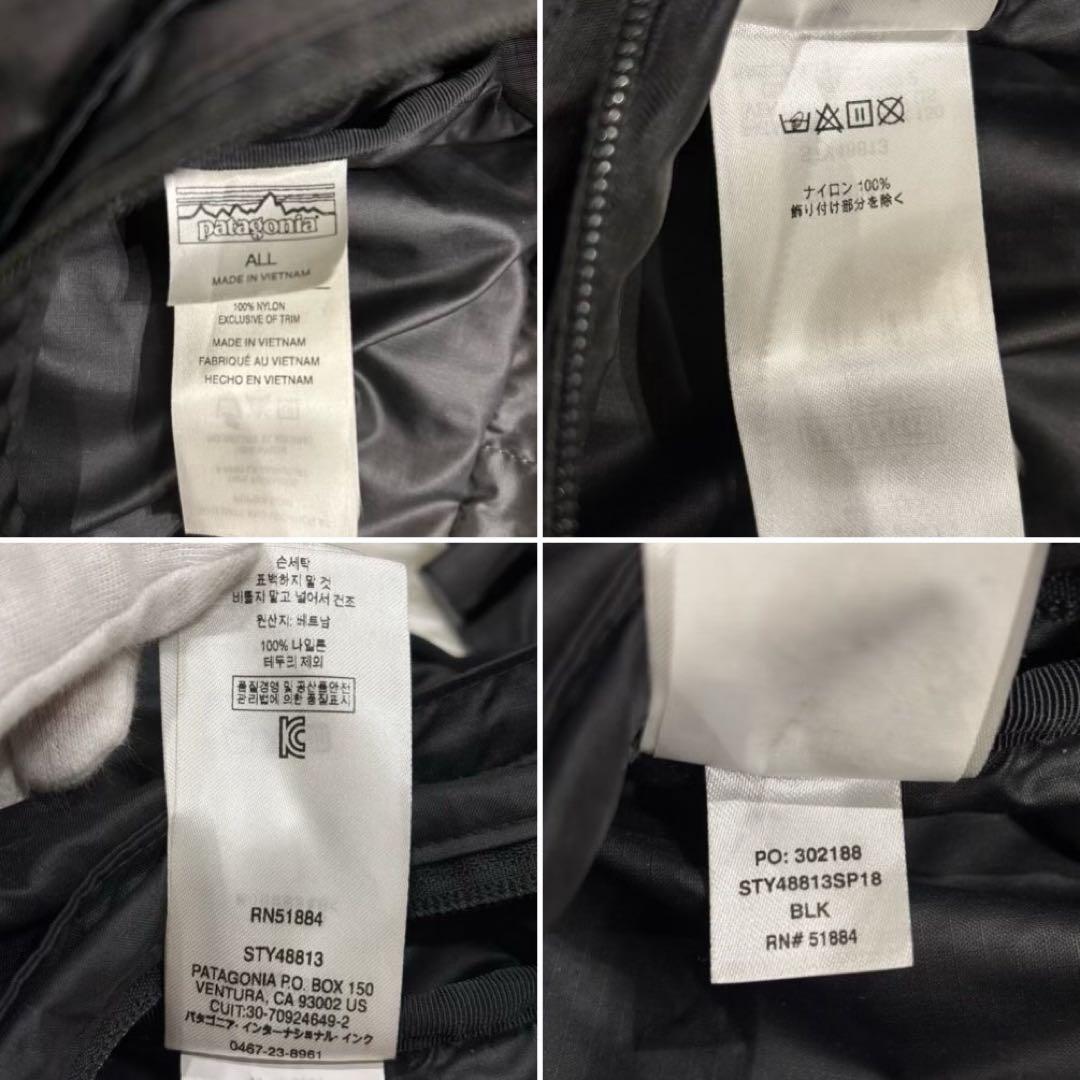 patagonia
ALL
MADE IN VIETNAM
100% NYLON
EXCLUSIVE OF TRIM
MADE IN VIETNAM
FABRIQUÉ AU VIETNAM
HECHO EN VIETNAM
STY48813
ナイロン 100%
飾り付け部分を除く
손세탁
표백하지 말 것
비틀지 말고 널어서 건조
원산지: 베트남
100% 나일론
테두리 제외
품질경영 및 공산품안전
관리법에 의한 품질표시
RN51884
STY48813
PATAGONIA P.O. BOX 150
VENTURA, CA 93002 US
CUIT:30-70924649-2
パタゴニア・インターナショナル・インク
0467-23-8961
PO: 302188
STY48813SP18
BLK
RN# 51884